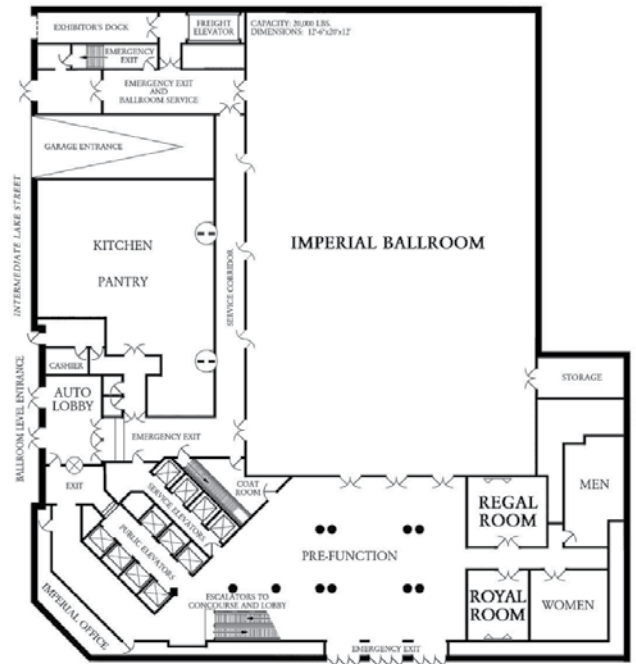 EXHIBITOR'S DOCK
FREIGHT
ELEVATOR
CAPACITY: 20,000 LBS.
DIMENSIONS: 12'-6"x20'x12'
EMERGENCY
EXIT
EMERGENCY EXIT
AND
BALLROOM SERVICE
GARAGE ENTRANCE
INTERMEDIATE LAKE STREET
KITCHEN
PANTRY
SERVICE CORRIDOR
IMPERIAL BALLROOM
CASHIER
STORAGE
BALLROOM LEVEL ENTRANCE
AUTO
LOBBY
EMERGENCY EXIT
EXIT
COAT
ROOM
SERVICE ELEVATORS
PUBLIC ELEVATORS
REGAL
ROOM
MEN
PRE-FUNCTION
IMPERIAL OFFICE
ESCALATORS TO
CONCOURSE AND LOBBY
ROYAL
ROOM
WOMEN
EMERGENCY EXIT